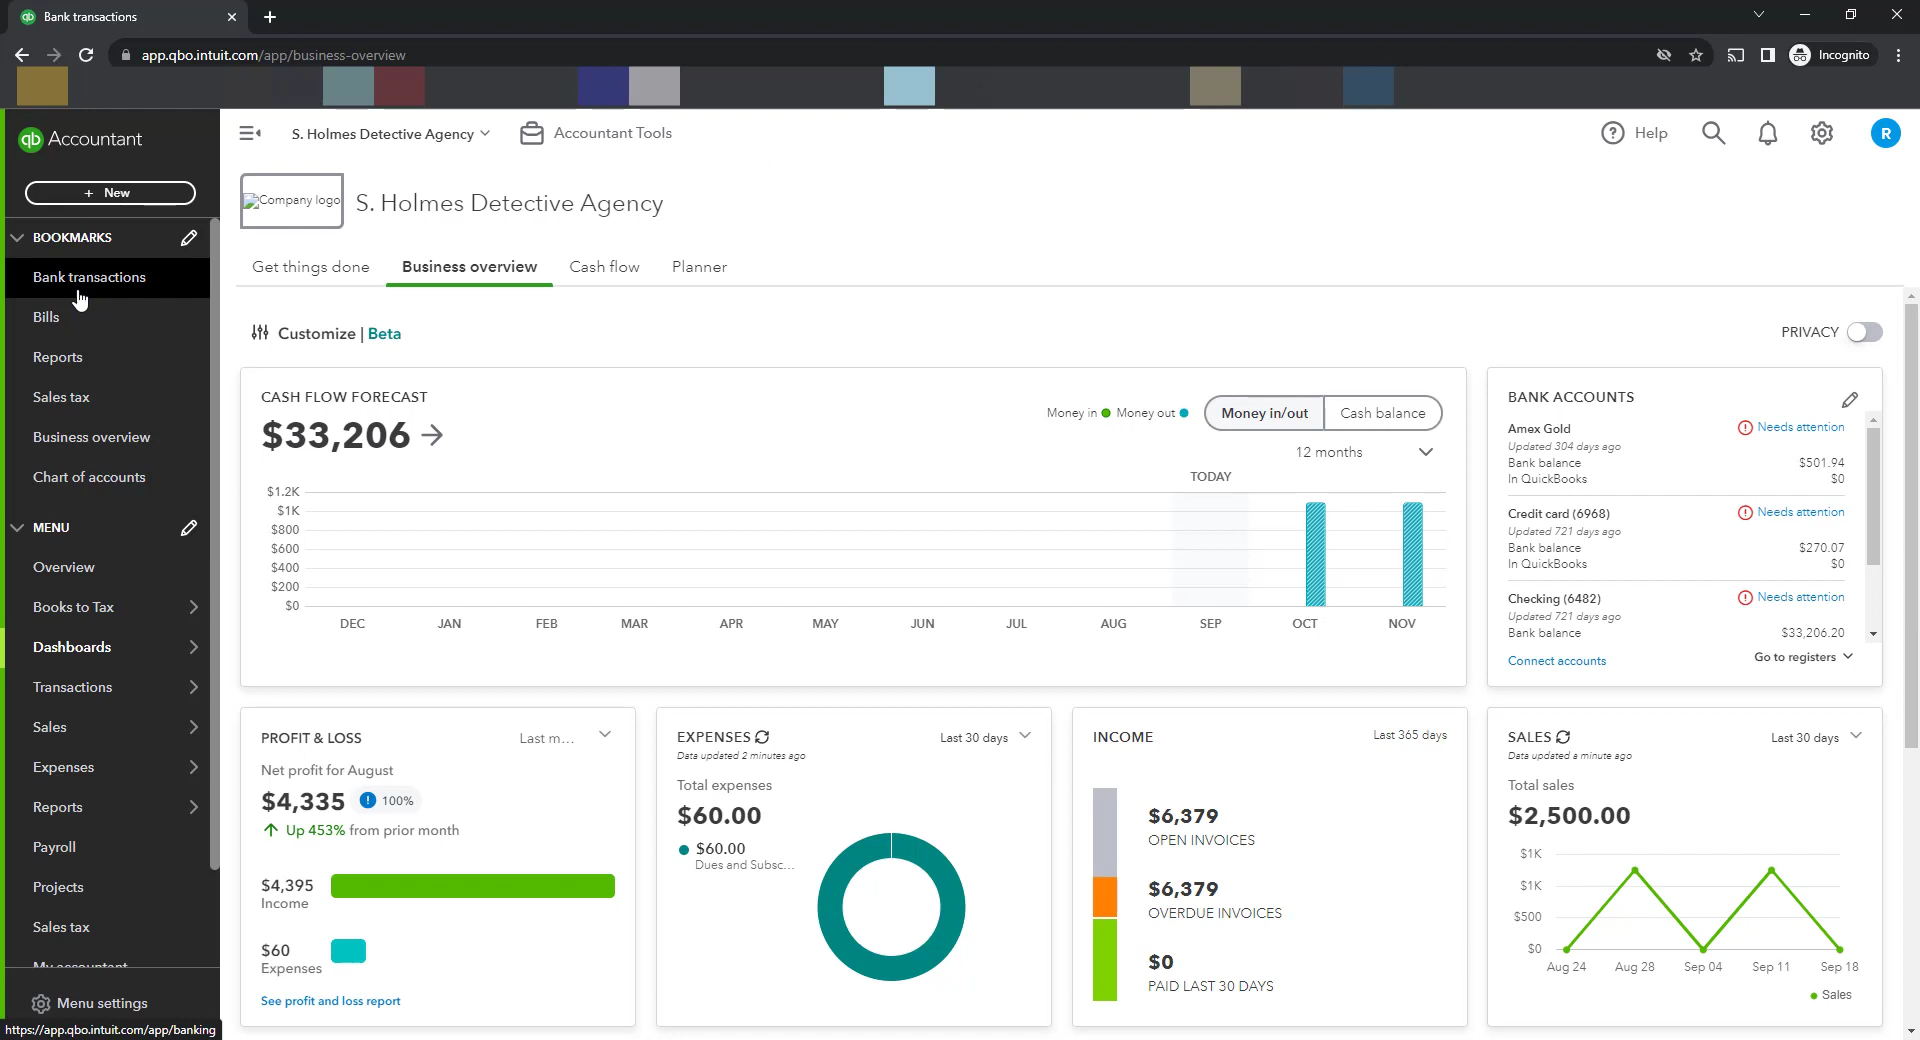 Bank transactions
app.qbo.intuit.com/app/business-overview
Incognito
qb Accountant
S. Holmes Detective Agency
Accountant Tools
Help
R
+ New
Company logo
S. Holmes Detective Agency
BOOKMARKS
Bank transactions
Bills
Reports
Sales tax
Business overview
Chart of accounts
MENU
Overview
Books to Tax
Dashboards
Transactions
Sales
Expenses
Reports
Payroll
Projects
Sales tax
My accountant
Menu settings
https://app.qbo.intuit.com/app/banking
Get things done
Business overview
Cash flow
Planner
Customize | Beta
PRIVACY
CASH FLOW FORECAST
$33,206
Money in
Money out
Money in/out
Cash balance
12 months
TODAY
$1.2K
$1K
$800
$600
$400
$200
$0
DEC JAN FEB MAR APR MAY JUN JUL AUG SEP OCT NOV
BANK ACCOUNTS
Amex Gold
Needs attention
Updated 304 days ago
Bank balance $501.94
In QuickBooks $0
Credit card (6968)
Needs attention
Updated 721 days ago
Bank balance $270.07
In QuickBooks $0
Checking (6482)
Needs attention
Updated 721 days ago
Bank balance $33,206.20
Connect accounts
Go to registers
PROFIT & LOSS
Last m...
Net profit for August
$4,335
! 100%
Up 453% from prior month
$4,395
Income
$60
Expenses
See profit and loss report
EXPENSES
Last 30 days
Data updated 2 minutes ago
Total expenses
$60.00
$60.00
Dues and Subsc...
INCOME
Last 365 days
$6,379
OPEN INVOICES
$6,379
OVERDUE INVOICES
$0
PAID LAST 30 DAYS
SALES
Last 30 days
Data updated a minute ago
Total sales
$2,500.00
$1K
$1K
$500
$0
Aug 24 Aug 28 Sep 04 Sep 11 Sep 18
Sales